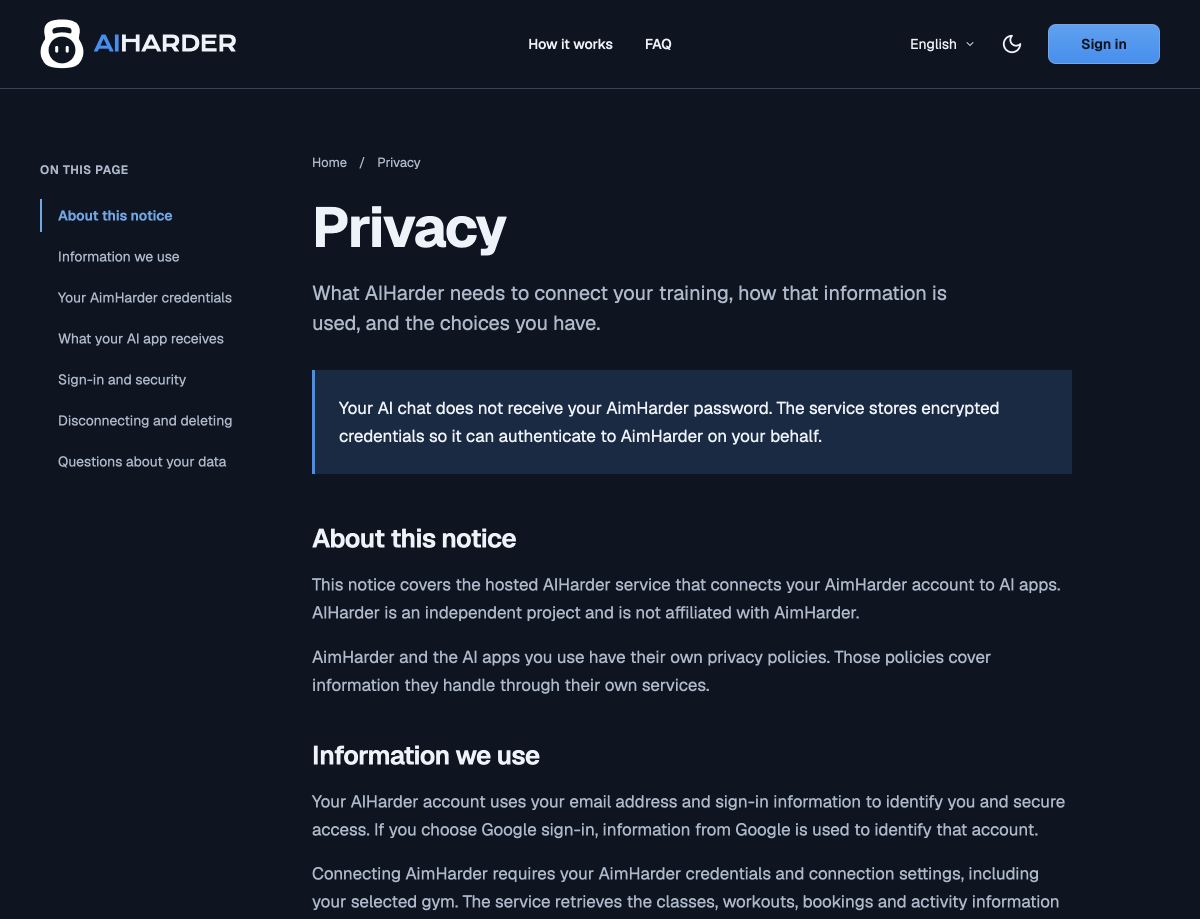 AIHARDER
How it works
FAQ
English
Sign in
ON THIS PAGE
About this notice
Information we use
Your AimHarder credentials
What your AI app receives
Sign-in and security
Disconnecting and deleting
Questions about your data
Home / Privacy
Privacy
What AIHarder needs to connect your training, how that information is
used, and the choices you have.
Your AI chat does not receive your AimHarder password. The service stores encrypted
credentials so it can authenticate to AimHarder on your behalf.
About this notice
This notice covers the hosted AIHarder service that connects your AimHarder account to AI apps.
AIHarder is an independent project and is not affiliated with AimHarder.
AimHarder and the AI apps you use have their own privacy policies. Those policies cover
information they handle through their own services.
Information we use
Your AIHarder account uses your email address and sign-in information to identify you and secure
access. If you choose Google sign-in, information from Google is used to identify that account.
Connecting AimHarder requires your AimHarder credentials and connection settings, including
your selected gym. The service retrieves the classes, workouts, bookings and activity information